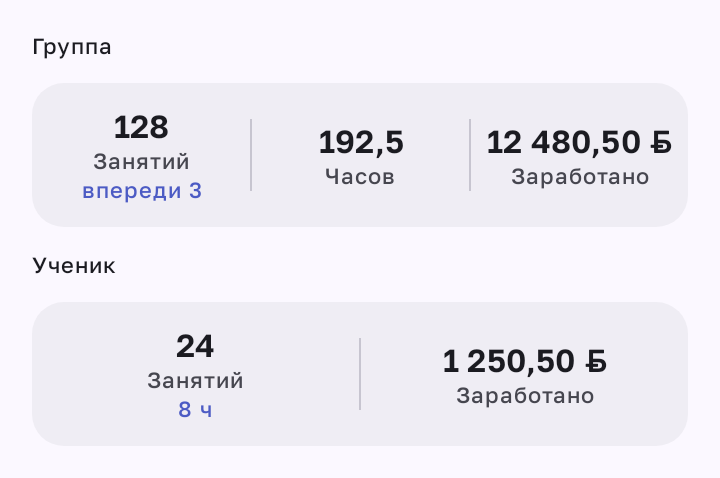 Группа
128
Занятий
впереди 3
192,5
Часов
12 480,50 Ƃ
Заработано
Ученик
24
Занятий
8 ч
1 250,50 Ƃ
Заработано